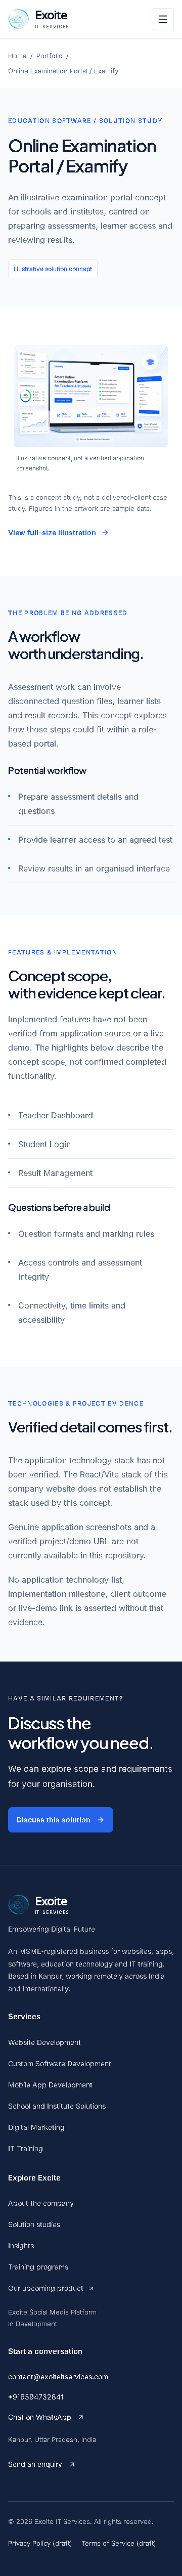 Exoite
IT SERVICES
Home / Portfolio /
Online Examination Portal / Examify
EDUCATION SOFTWARE / SOLUTION STUDY
Online Examination
Portal / Examify
An illustrative examination portal concept
for schools and institutes, centred on
preparing assessments, learner access and
reviewing results.
Illustrative solution concept
Smart Online
Examination Platform
for Teachers & Students
Illustrative concept, not a verified application
screenshot.
This is a concept study, not a delivered-client case
study. Figures in the artwork are sample data.
View full-size illustration →
THE PROBLEM BEING ADDRESSED
A workflow
worth understanding.
Assessment work can involve
disconnected question files, learner lists
and result records. This concept explores
how those steps could fit within a role-
based portal.
Potential workflow
• Prepare assessment details and
questions
• Provide learner access to an agreed test
• Review results in an organised interface
FEATURES & IMPLEMENTATION
Concept scope,
with evidence kept clear.
Implemented features have not been
verified from application source or a live
demo. The highlights below describe the
concept scope, not confirmed completed
functionality.
• Teacher Dashboard
• Student Login
• Result Management
Questions before a build
• Question formats and marking rules
• Access controls and assessment
integrity
• Connectivity, time limits and
accessibility
TECHNOLOGIES & PROJECT EVIDENCE
Verified detail comes first.
The application technology stack has not
been verified. The React/Vite stack of this
company website does not establish the
stack used by this concept.
Genuine application screenshots and a
verified project/demo URL are not
currently available in this repository.
No application technology list,
implementation milestone, client outcome
or live-demo link is asserted without that
evidence.
HAVE A SIMILAR REQUIREMENT?
Discuss the
workflow you need.
We can explore scope and requirements
for your organisation.
Discuss this solution →
Exoite
IT SERVICES
Empowering Digital Future
An MSME-registered business for websites, apps,
software, education technology and IT training.
Based in Kanpur, working remotely across India
and internationally.
Services
Website Development
Custom Software Development
Mobile App Development
School and Institute Solutions
Digital Marketing
IT Training
Explore Exoite
About the company
Solution studies
Insights
Training programs
Our upcoming product ↗
Exoite Social Media Platform
In Development
Start a conversation
contact@exoiteitservices.com
+916394732841
Chat on WhatsApp ↗
Kanpur, Uttar Pradesh, India
Send an enquiry ↗
© 2026 Exoite IT Services. All rights reserved.
Privacy Policy (draft) Terms of Service (draft)